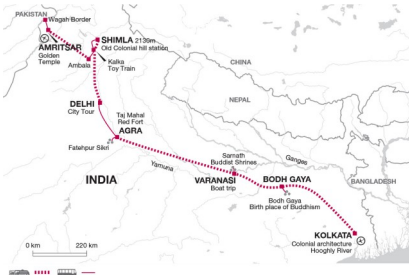 PAKISTAN
Wagah Border
AMRITSAR
Golden
Temple
SHIMLA 2130m
Old Colonial hill station
Kalka
Toy Train
Ambala
CHINA
NEPAL
DELHI
City Tour
Taj Mahal
Red Fort
AGRA
Fatehpur Sikri
Yamuna
Ganges
Sarnath
Buddist Shrines
VARANASI
Boat trip
BODH GAYA
Bodh Gaya
Birth place of Buddhism
BANGLADESH
INDIA
KOLKATA
Colonial architecture
Hooghly River
0 km
220 km